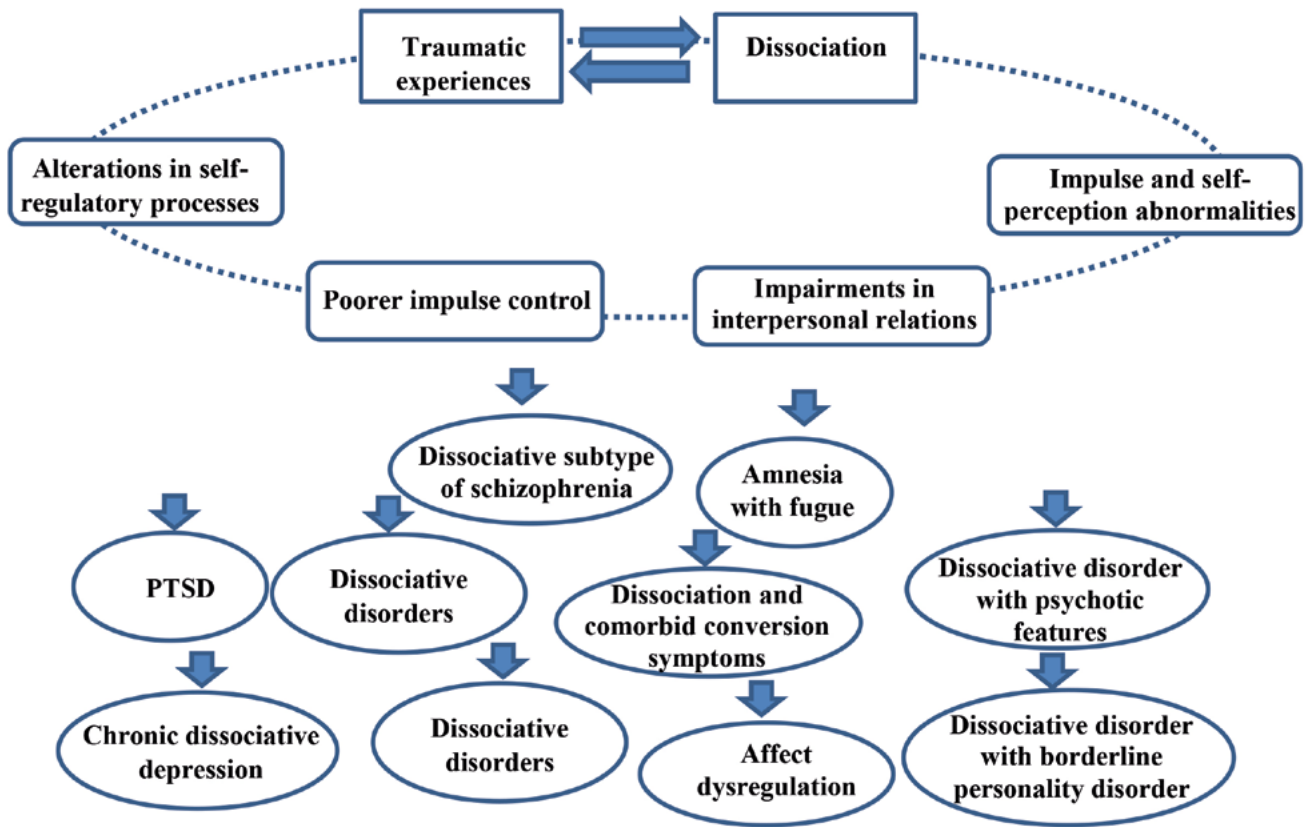 Traumatic
experiences
Dissociation
Alterations in self-
regulatory processes
Impulse and self-
perception abnormalities
Poorer impulse control
Impairments in
interpersonal relations
Dissociative subtype
of schizophrenia
Amnesia
with fugue
PTSD
Dissociative
disorders
Dissociation and
comorbid conversion
symptoms
Dissociative disorder
with psychotic
features
Chronic dissociative
depression
Dissociative
disorders
Affect
dysregulation
Dissociative disorder
with borderline
personality disorder